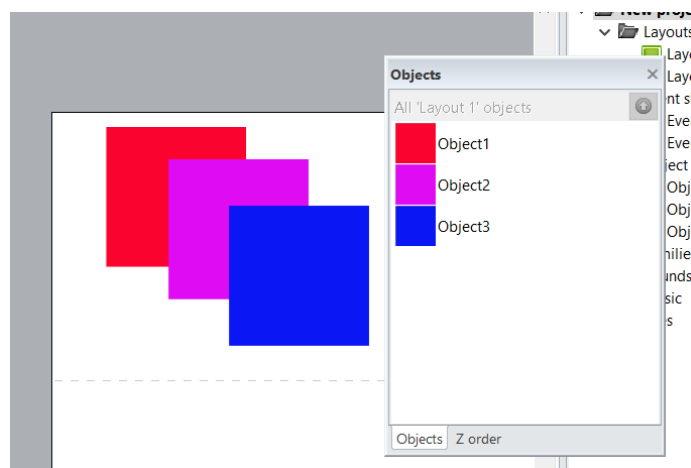 New proje
Layouts
Layo
Objects
Layo
All 'Layout 1' objects
ent s
Object1
Eve
Eve
ject
Object2
Obj
Obj
Object3
Obj
milie
unds
sic
s
Objects
Z order